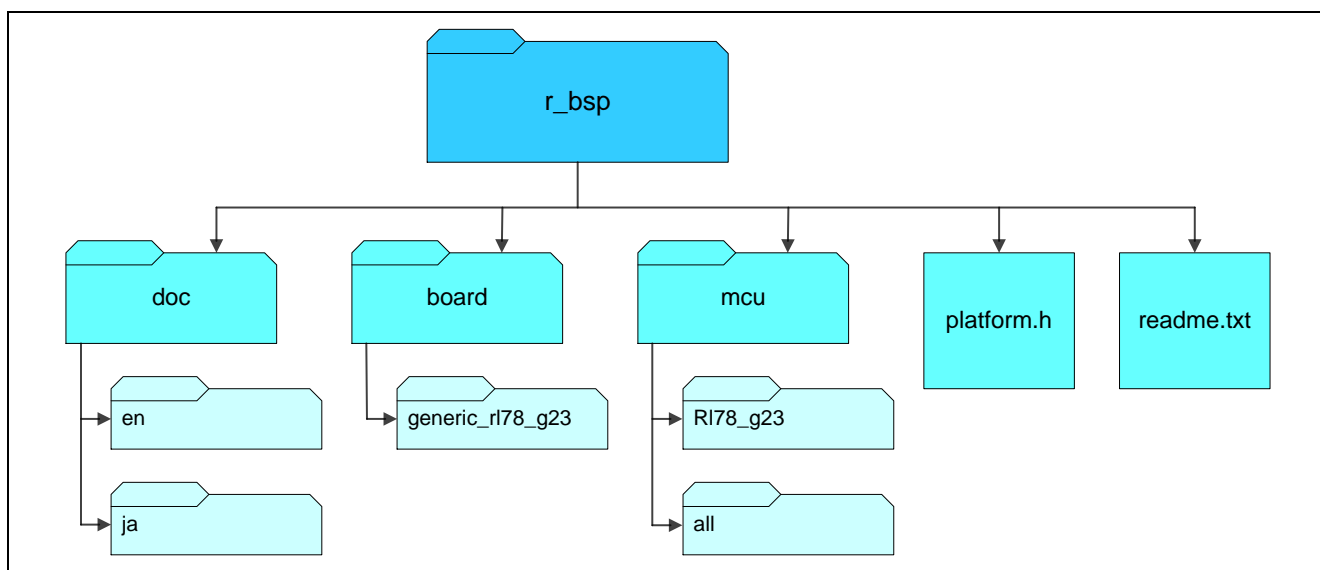 r_bsp
doc
board
mcu
platform.h
readme.txt
en
generic_rl78_g23
Rl78_g23
ja
all